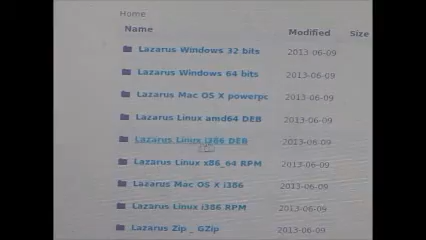 Home
Name Modified Size
Lazarus Windows 32 bits 2013-06-09
Lazarus Windows 64 bits 2013-06-09
Lazarus Mac OS X powerpc 2013-06-09
Lazarus Linux amd64 DEB 2013-06-09
Lazarus Linux i386 DEB 2013-06-09
Lazarus Linux x86_64 RPM 2013-06-09
Lazarus Mac OS X i386 2013-06-09
Lazarus Linux i386 RPM 2013-06-09
Lazarus Zip _ GZip 2013-06-09